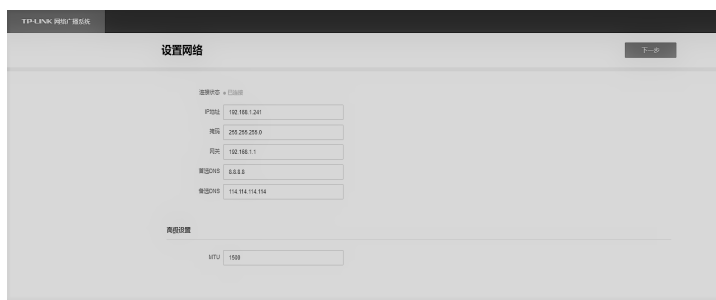 TP-LINK 网络广播系统
设置网络
下一步
连接状态 已连接
IP地址 192.168.1.241
掩码 255.255.255.0
网关 192.168.1.1
首选DNS 8.8.8.8
备选DNS 114.114.114.114
高级设置
MTU 1500